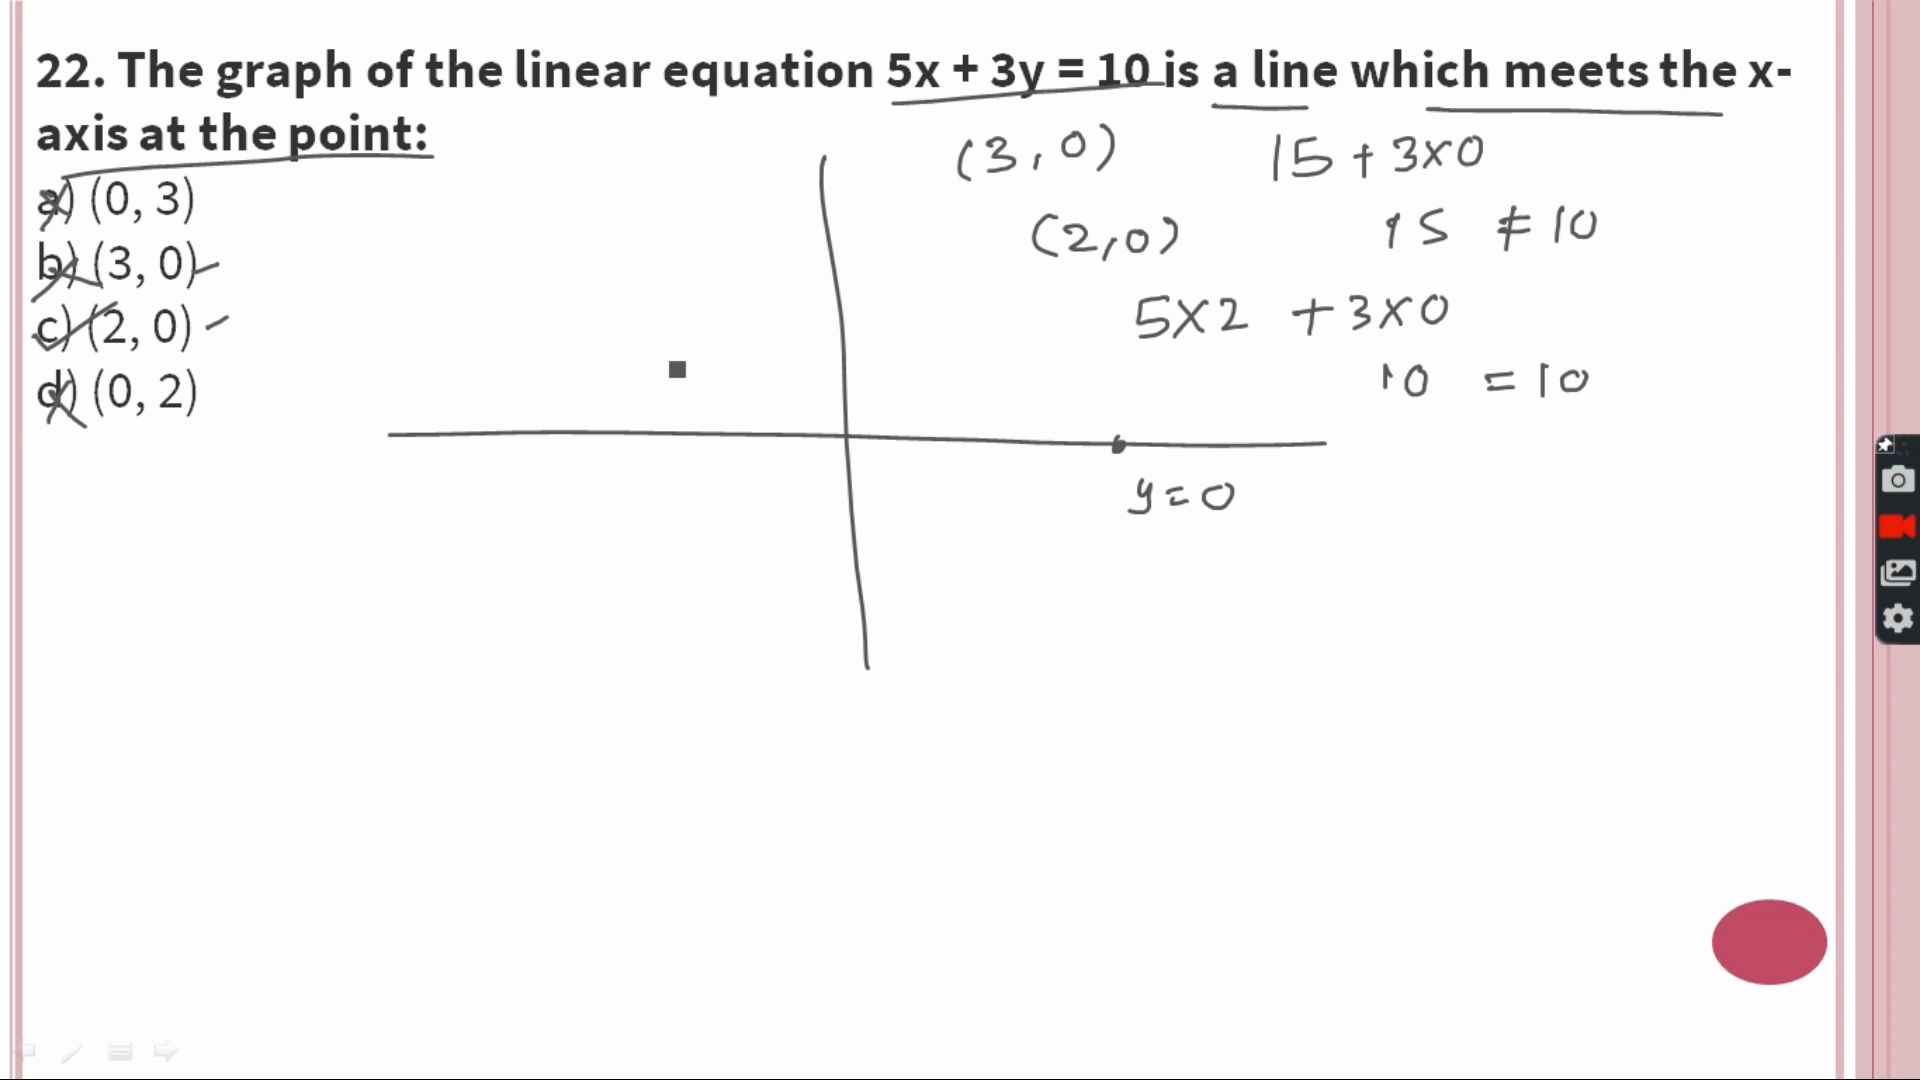 22. The graph of the linear equation 5x + 3y = 10 is a line which meets the x-
axis at the point:
a) (0, 3)
b) (3, 0)
c) (2, 0)
d) (0, 2)
(3, 0) 15 + 3×0
(2,0) 15 ≠ 10
5×2 + 3×0
10 = 10
y = 0